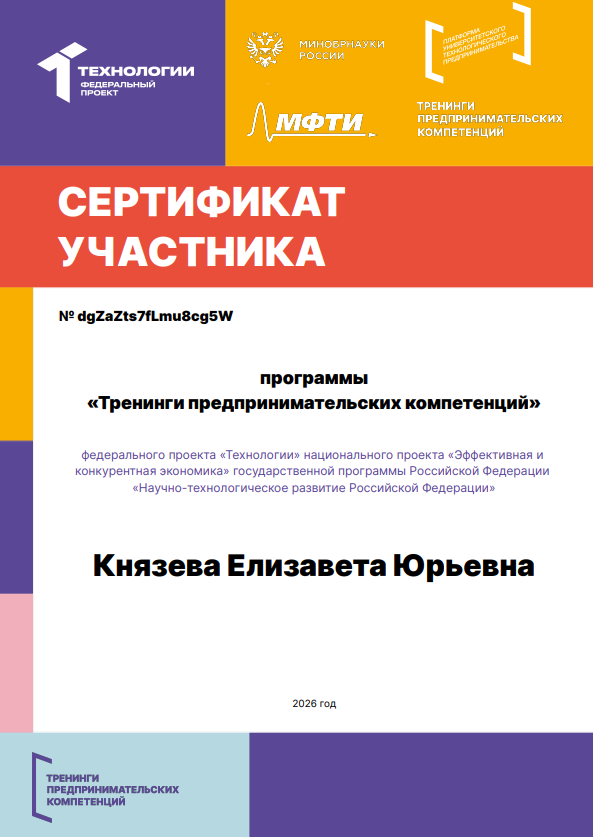 ТЕХНОЛОГИИ
ФЕДЕРАЛЬНЫЙ
ПРОЕКТ
МИНОБРНАУКИ
РОССИИ
ПЛАТФОРМА
УНИВЕРСИТЕТСКОГО
ТЕХНОЛОГИЧЕСКОГО
ПРЕДПРИНИМАТЕЛЬСТВА
МФТИ
ТРЕНИНГИ
ПРЕДПРИНИМАТЕЛЬСКИХ
КОМПЕТЕНЦИЙ
СЕРТИФИКАТ
УЧАСТНИКА
№ dgZaZts7fLmu8cg5W
программы
«Тренинги предпринимательских компетенций»
федерального проекта «Технологии» национального проекта «Эффективная и
конкурентная экономика» государственной программы Российской Федерации
«Научно-технологическое развитие Российской Федерации»
Князева Елизавета Юрьевна
2026 год
ТРЕНИНГИ
ПРЕДПРИНИМАТЕЛЬСКИХ
КОМПЕТЕНЦИЙ